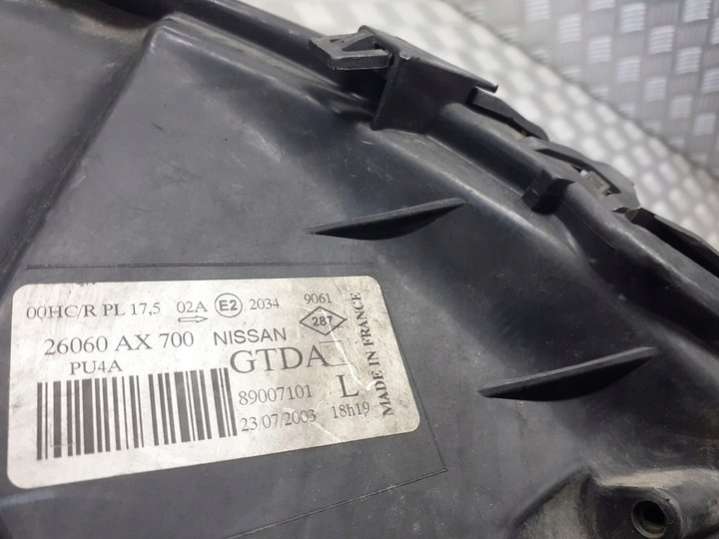 00HC/R PL 17,5 02A E2 2034 9061
26060 AX 700 NISSAN 287
PU4A GTDA
89007101 L
23/07/2003 18h19
MADE IN FRANCE